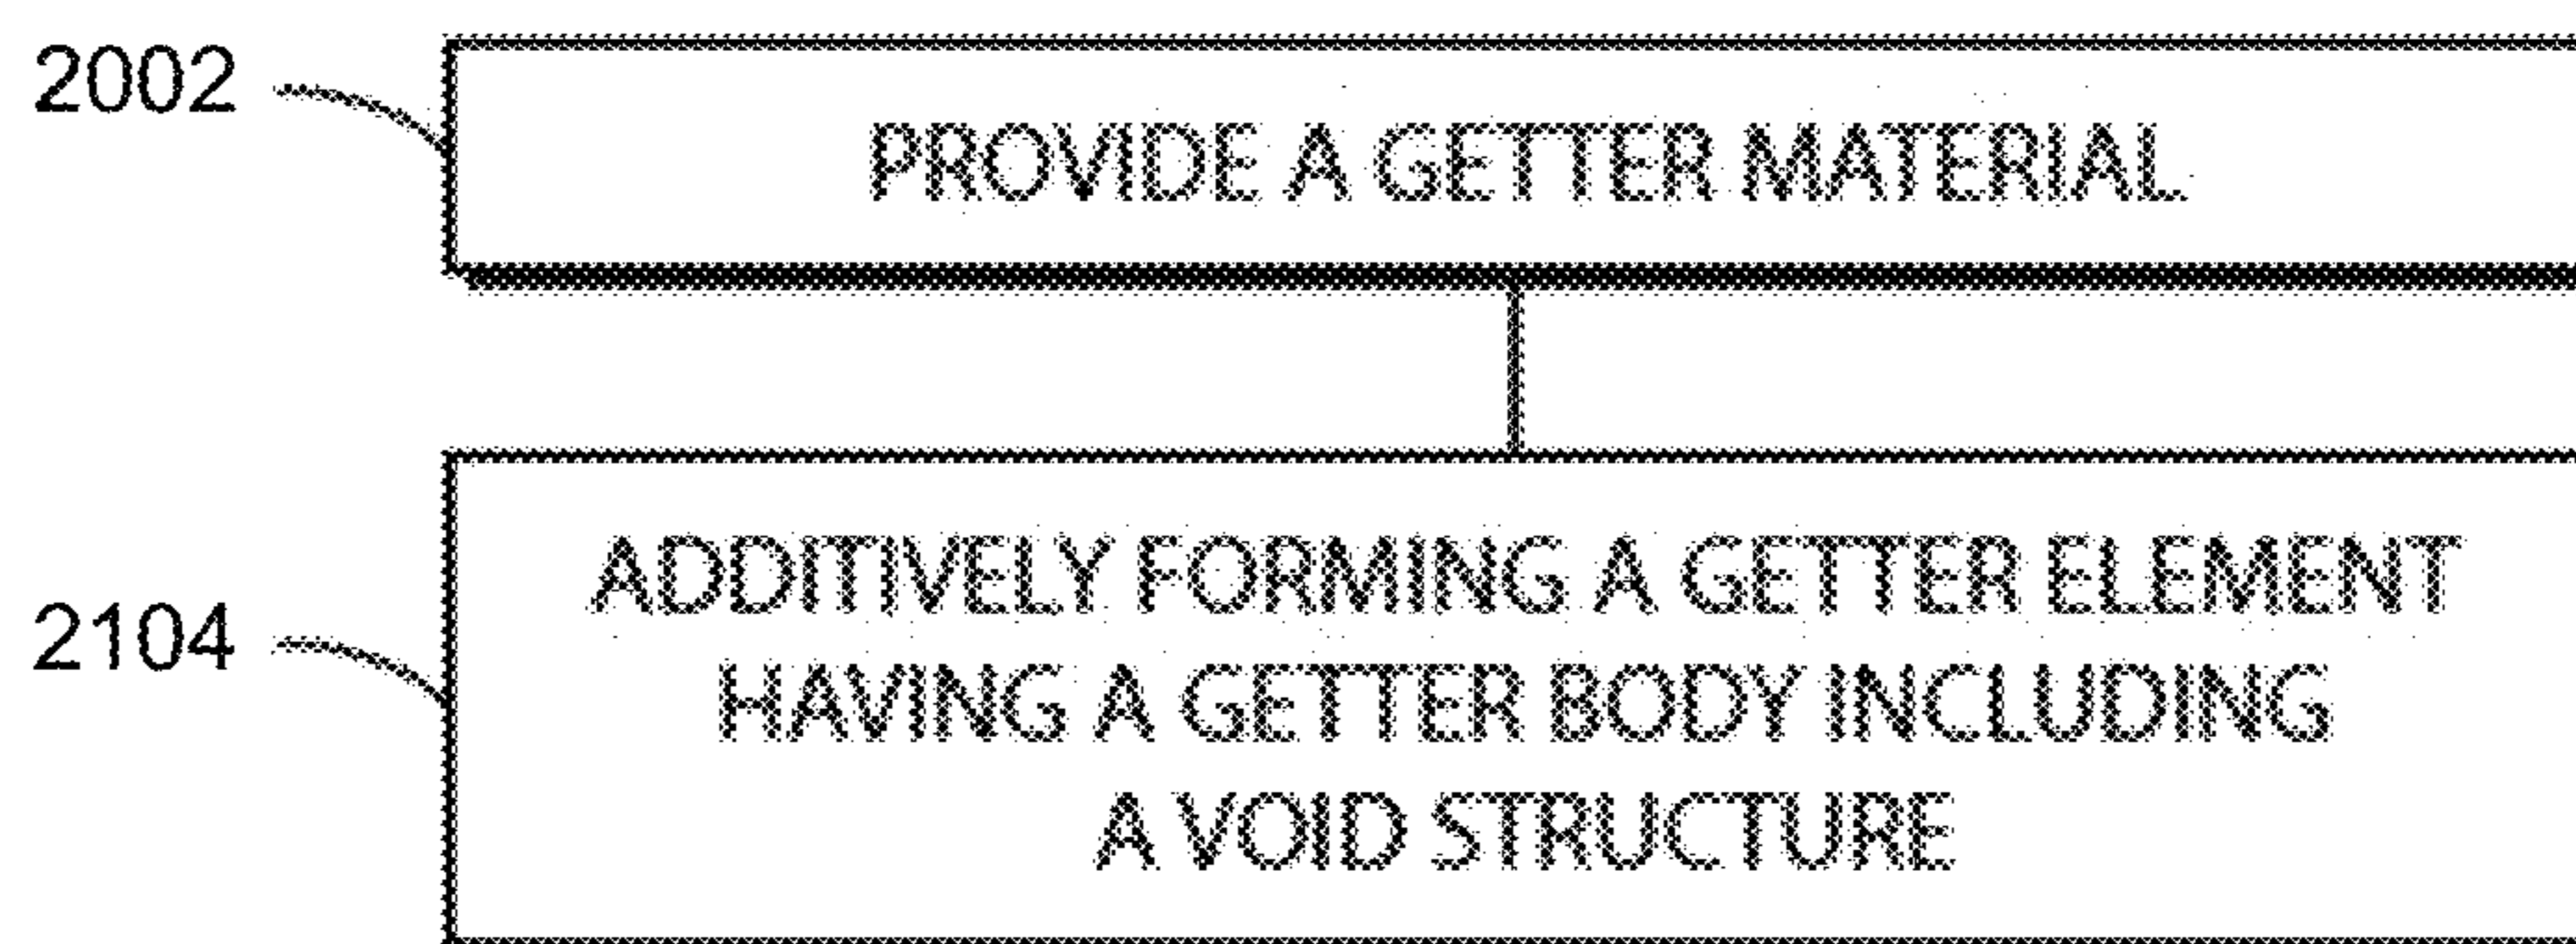 2002
PROVIDE A GETTER MATERIAL
2104
ADDITIVELY FORMING A GETTER ELEMENT
HAVING A GETTER BODY INCLUDING
A VOID STRUCTURE